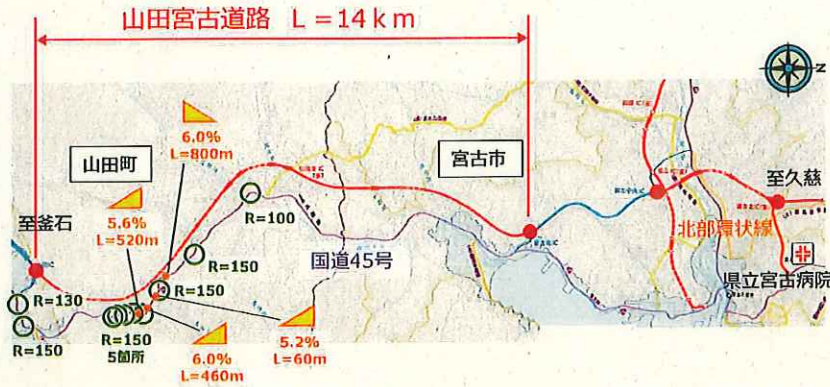 山田宮古道路 L=14km
N
6.0%
L=800m
山田町
宮古市
5.6%
L=520m
至久慈
至釜石
R=100
北部環状線
R=150
国道45号
県立宮古病院
R=130
R=150
R=150
R=150
5箇所
5.2%
L=60m
6.0%
L=460m